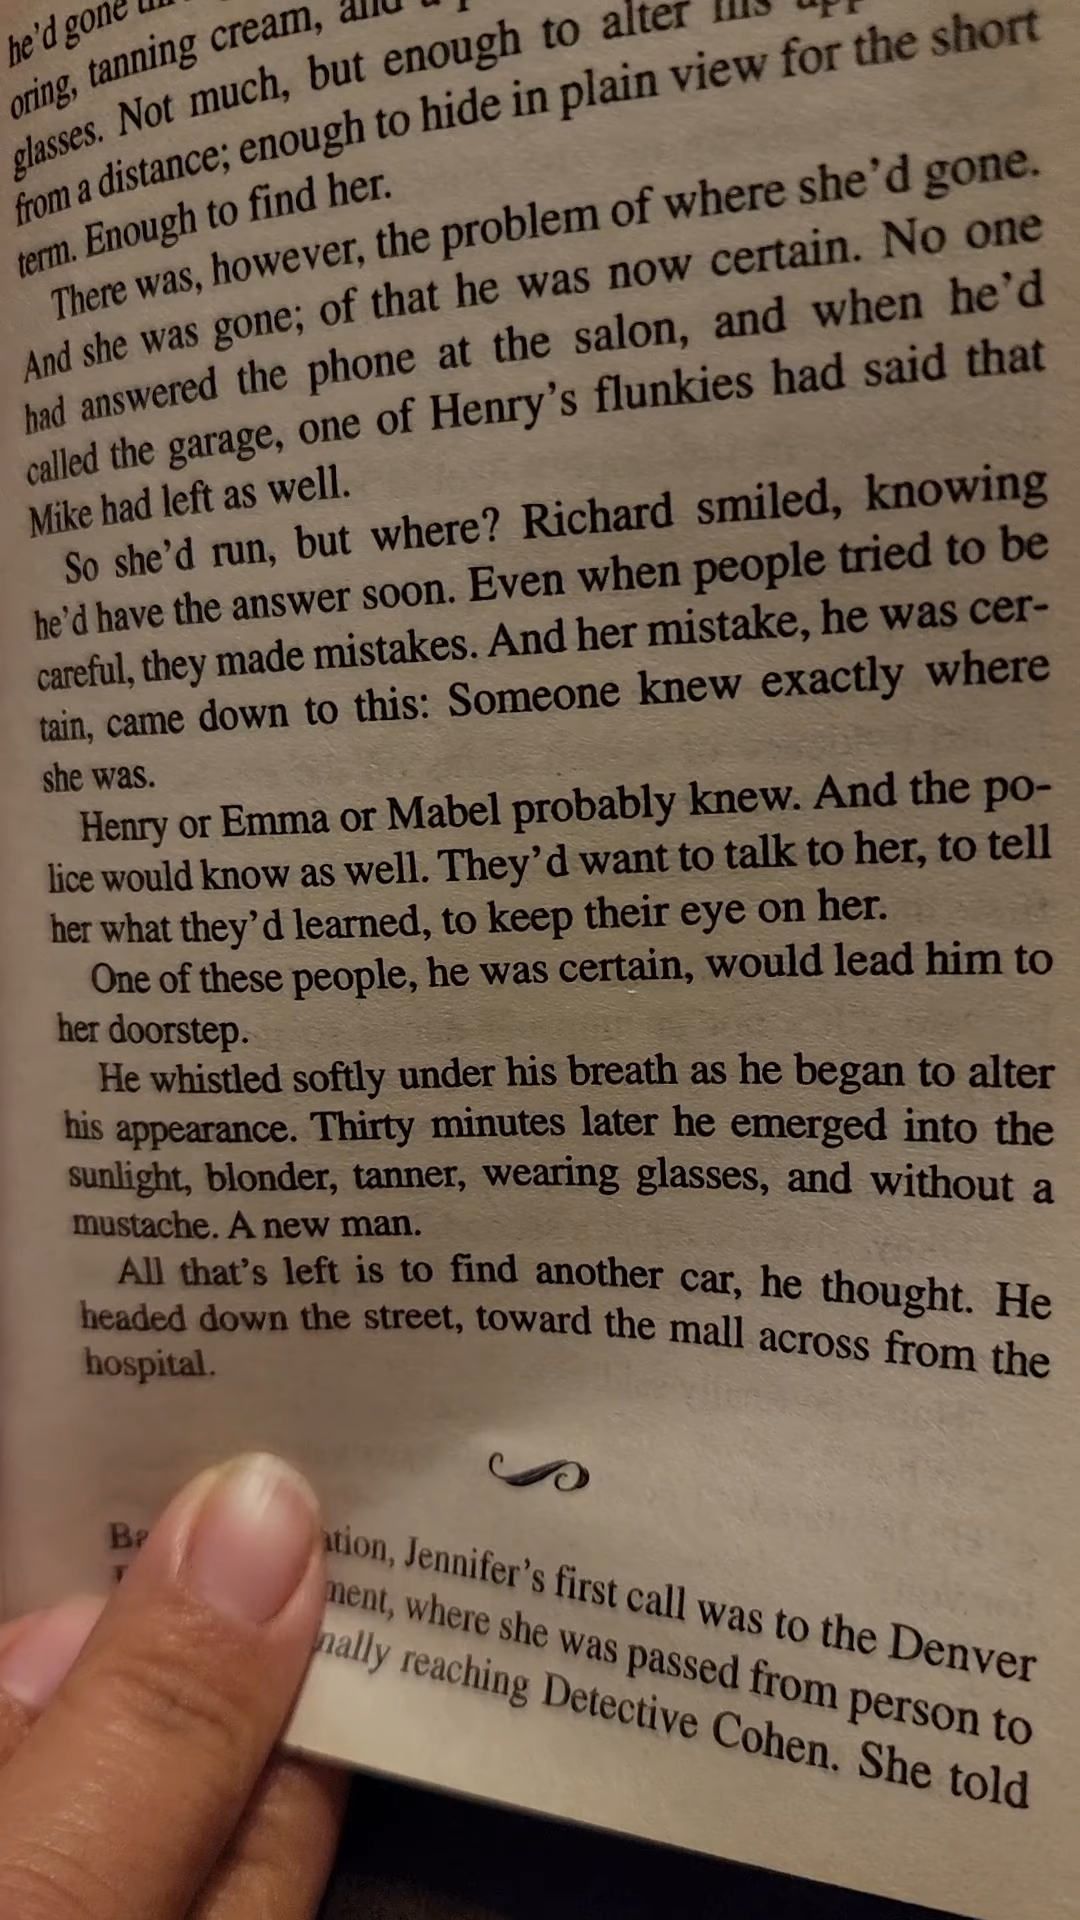 he'd gone
oring, tanning cream, and a
glasses. Not much, but enough to alter his
from a distance; enough to hide in plain view for the short
term. Enough to find her.
There was, however, the problem of where she'd gone.
And she was gone; of that he was now certain. No one
had answered the phone at the salon, and when he'd
called the garage, one of Henry's flunkies had said that
Mike had left as well.
So she'd run, but where? Richard smiled, knowing
he'd have the answer soon. Even when people tried to be
careful, they made mistakes. And her mistake, he was cer-
tain, came down to this: Someone knew exactly where
she was.
Henry or Emma or Mabel probably knew. And the po-
lice would know as well. They'd want to talk to her, to tell
her what they'd learned, to keep their eye on her.
One of these people, he was certain, would lead him to
her doorstep.
He whistled softly under his breath as he began to alter
his appearance. Thirty minutes later he emerged into the
sunlight, blonder, tanner, wearing glasses, and without a
mustache. A new man.
All that's left is to find another car, he thought. He
headed down the street, toward the mall across from the
hospital.
Jennifer's first call was to the Denver
where she was passed from person to
reaching Detective Cohen. She told